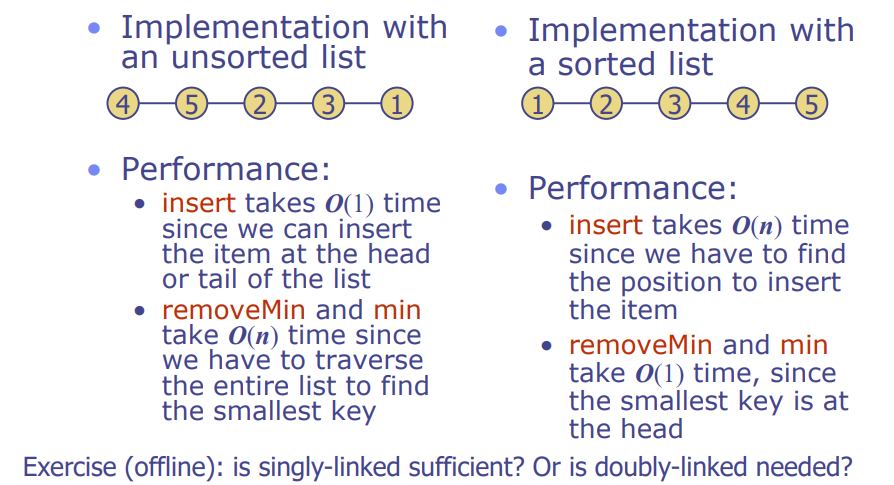 • Implementation with
an unsorted list
4 5 2 3 1
• Performance:
• insert takes O(1) time
since we can insert
the item at the head
or tail of the list
• removeMin and min
take O(n) time since
we have to traverse
the entire list to find
the smallest key
• Implementation with
a sorted list
1 2 3 4 5
• Performance:
• insert takes O(n) time
since we have to find
the position to insert
the item
• removeMin and min
take O(1) time, since
the smallest key is at
the head
Exercise (offline): is singly-linked sufficient? Or is doubly-linked needed?